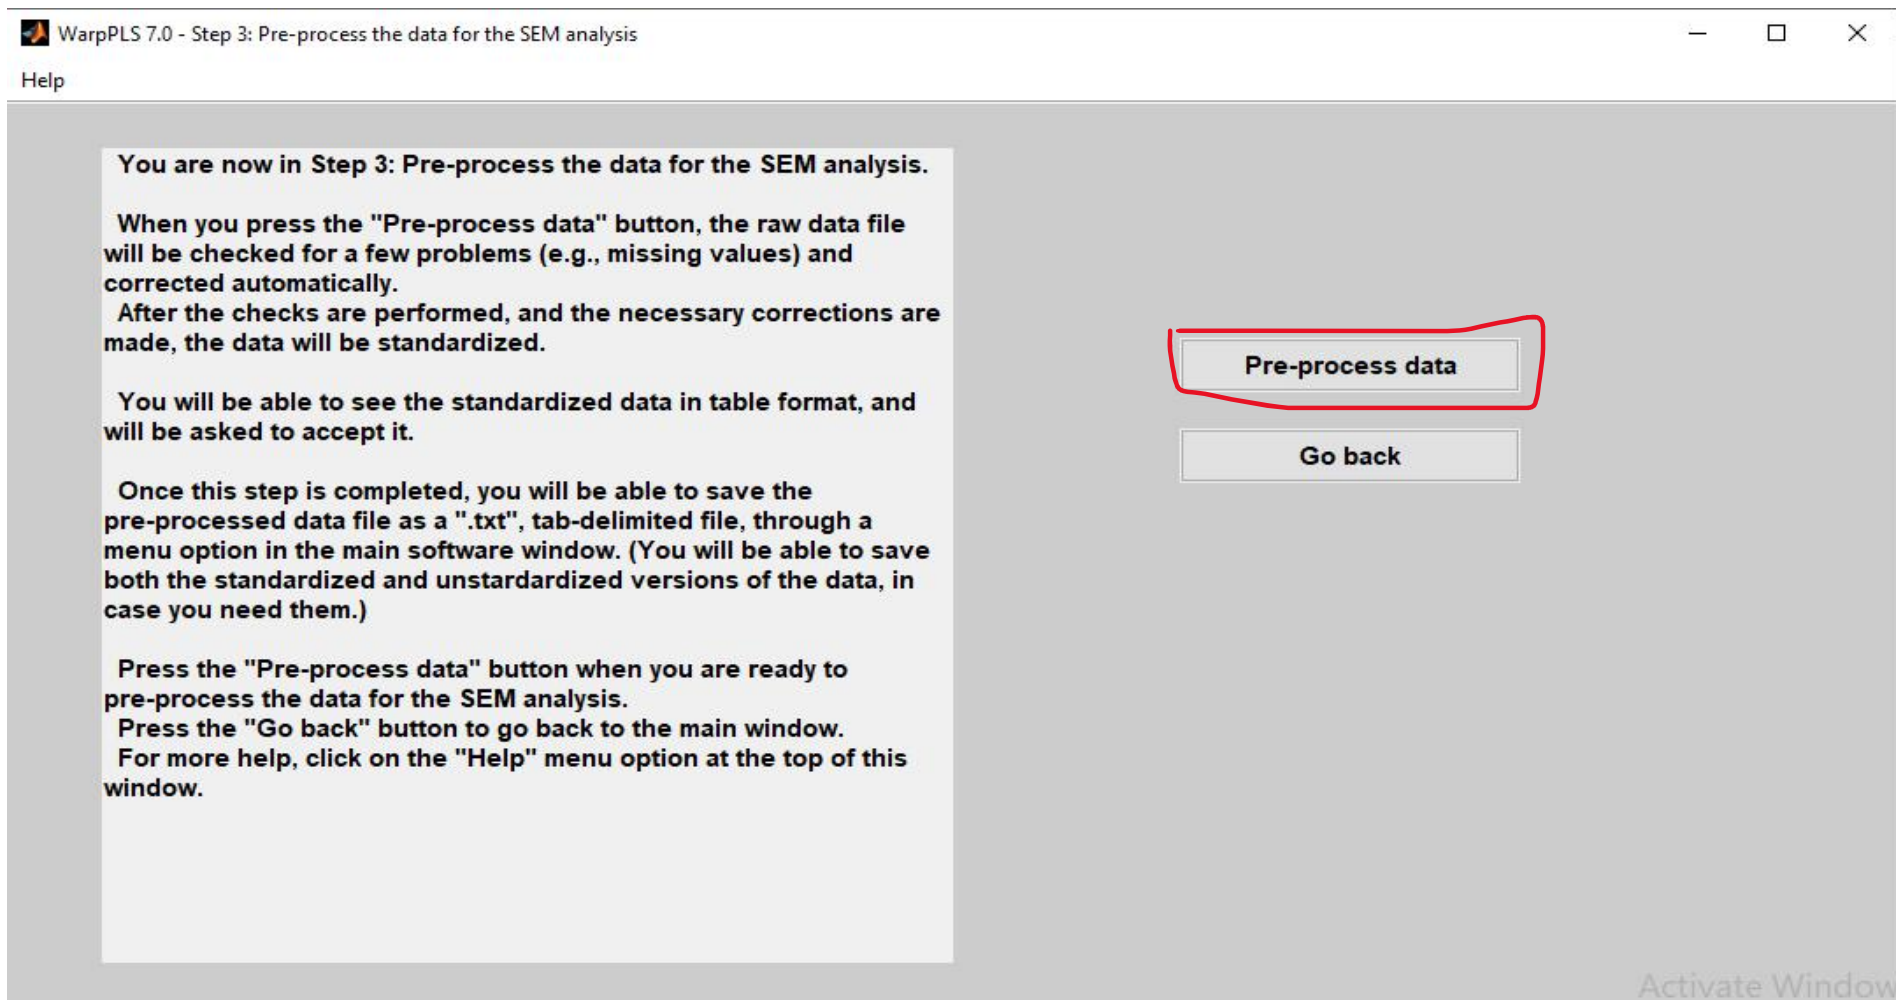 WarpPLS 7.0 - Step 3: Pre-process the data for the SEM analysis
Help
You are now in Step 3: Pre-process the data for the SEM analysis.
When you press the "Pre-process data" button, the raw data file
will be checked for a few problems (e.g., missing values) and
corrected automatically.
After the checks are performed, and the necessary corrections are
made, the data will be standardized.
You will be able to see the standardized data in table format, and
will be asked to accept it.
Once this step is completed, you will be able to save the
pre-processed data file as a ".txt", tab-delimited file, through a
menu option in the main software window. (You will be able to save
both the standardized and unstardardized versions of the data, in
case you need them.)
Press the "Pre-process data" button when you are ready to
pre-process the data for the SEM analysis.
Press the "Go back" button to go back to the main window.
For more help, click on the "Help" menu option at the top of this
window.
Pre-process data
Go back
Activate Window